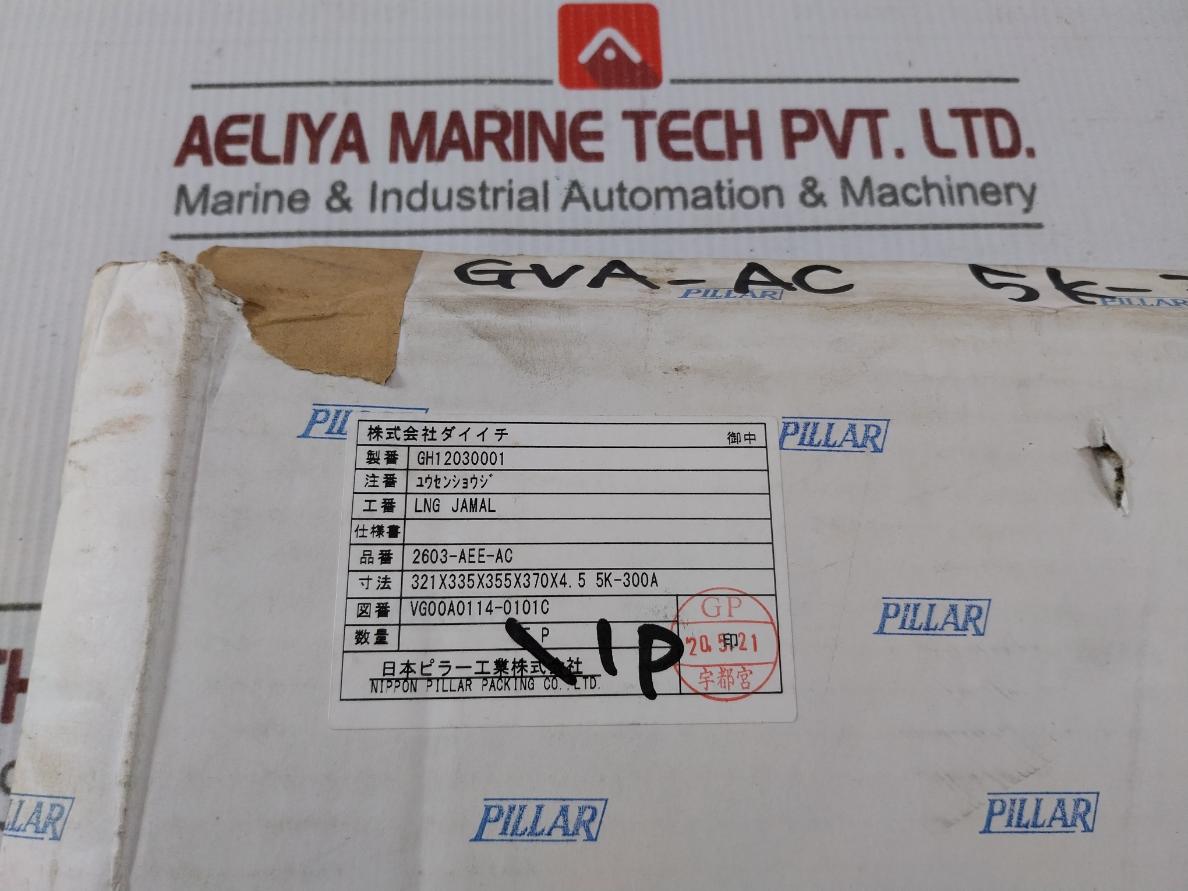 AELIYA MARINE TECH PVT. LTD.
Marine & Industrial Automation & Machinery
GVA-AC 5K-
PILLAR PILLAR
PIL PILLAR
株式会社ダイイチ 御中
製番 GH12030001
注番 ﾕｳｾﾝｼｮｳｼﾞ
工番 LNG JAMAL
仕様書
品番 2603-AEE-AC
寸法 321X335X355X370X4.5 5K-300A
図番 VG00A0114-0101C
数量 P 印
1P
GP
'20.5.21
宇都宮
日本ピラー工業株式会社
NIPPON PILLAR PACKING CO.,LTD.
PILLAR
LAR PILLAR PILLAR